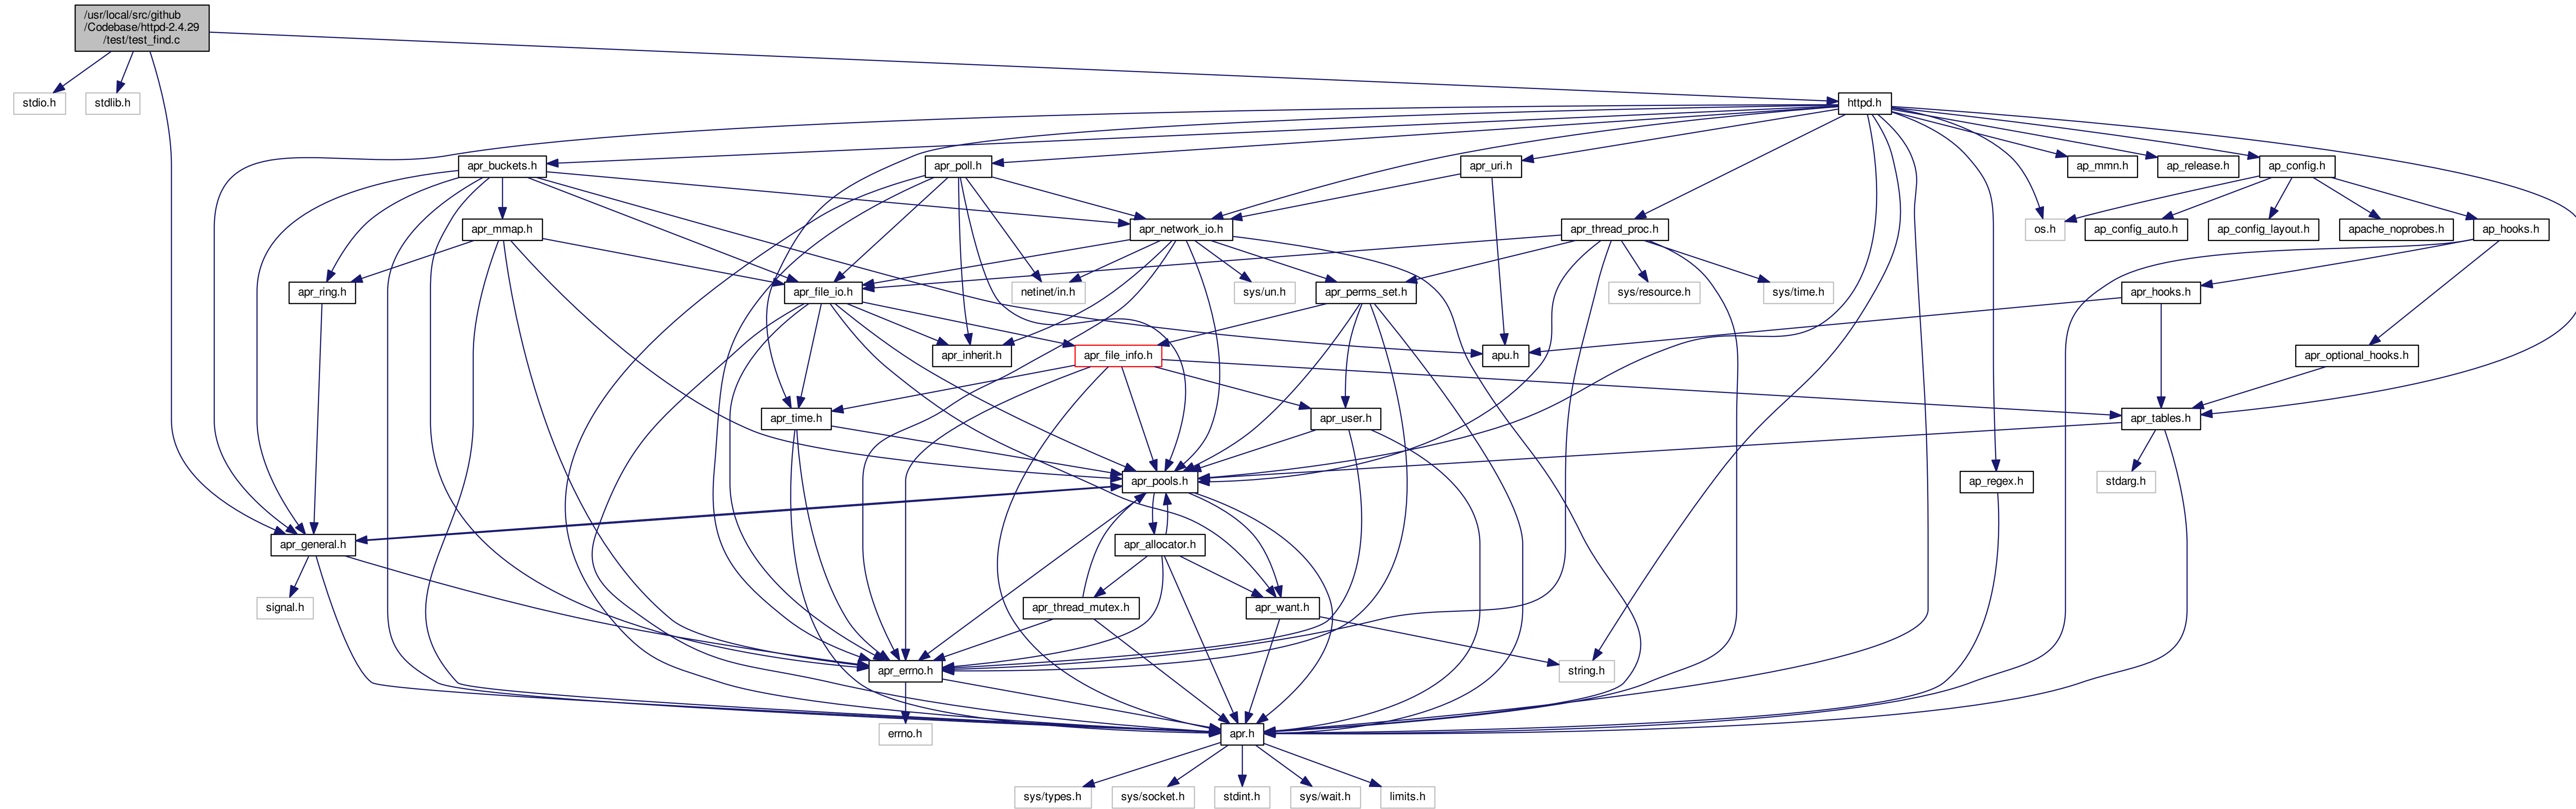 /usr/local/src/github
/Codebase/httpd-2.4.29
/test/test_find.c
stdio.h
stdlib.h
httpd.h
apr_buckets.h
apr_poll.h
apr_uri.h
ap_mmn.h
ap_release.h
ap_config.h
apr_mmap.h
apr_network_io.h
apr_thread_proc.h
os.h
ap_config_auto.h
ap_config_layout.h
apache_noprobes.h
ap_hooks.h
apr_ring.h
apr_file_io.h
netinet/in.h
sys/un.h
apr_perms_set.h
sys/resource.h
sys/time.h
apr_hooks.h
apr_inherit.h
apr_file_info.h
apu.h
apr_optional_hooks.h
apr_time.h
apr_user.h
apr_tables.h
apr_pools.h
ap_regex.h
stdarg.h
apr_general.h
apr_allocator.h
signal.h
apr_thread_mutex.h
apr_want.h
apr_errno.h
string.h
errno.h
apr.h
sys/types.h
sys/socket.h
stdint.h
sys/wait.h
limits.h